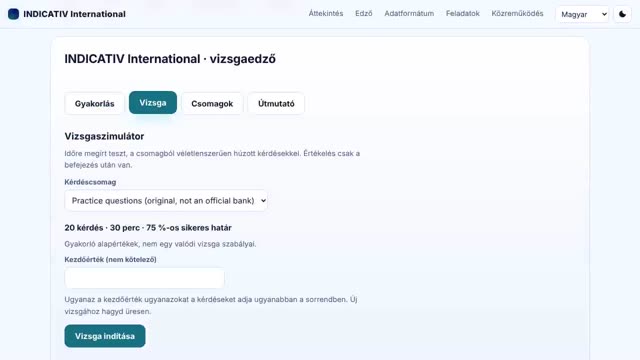 INDICATIV International
Áttekintés Edző Adatformátum Feladatok Közreműködés Magyar
INDICATIV International · vizsgaedző
Gyakorlás Vizsga Csomagok Útmutató
Vizsgaszimulátor
Időre megírt teszt, a csomagból véletlenszerűen húzott kérdésekkel. Értékelés csak a
befejezés után van.
Kérdéscsomag
Practice questions (original, not an official bank)
20 kérdés · 30 perc · 75 %-os sikeres határ
Gyakorló alapértékek, nem egy valódi vizsga szabályai.
Kezdőérték (nem kötelező)
Ugyanaz a kezdőérték ugyanazokat a kérdéseket adja ugyanabban a sorrendben. Új
vizsgához hagyd üresen.
Vizsga indítása